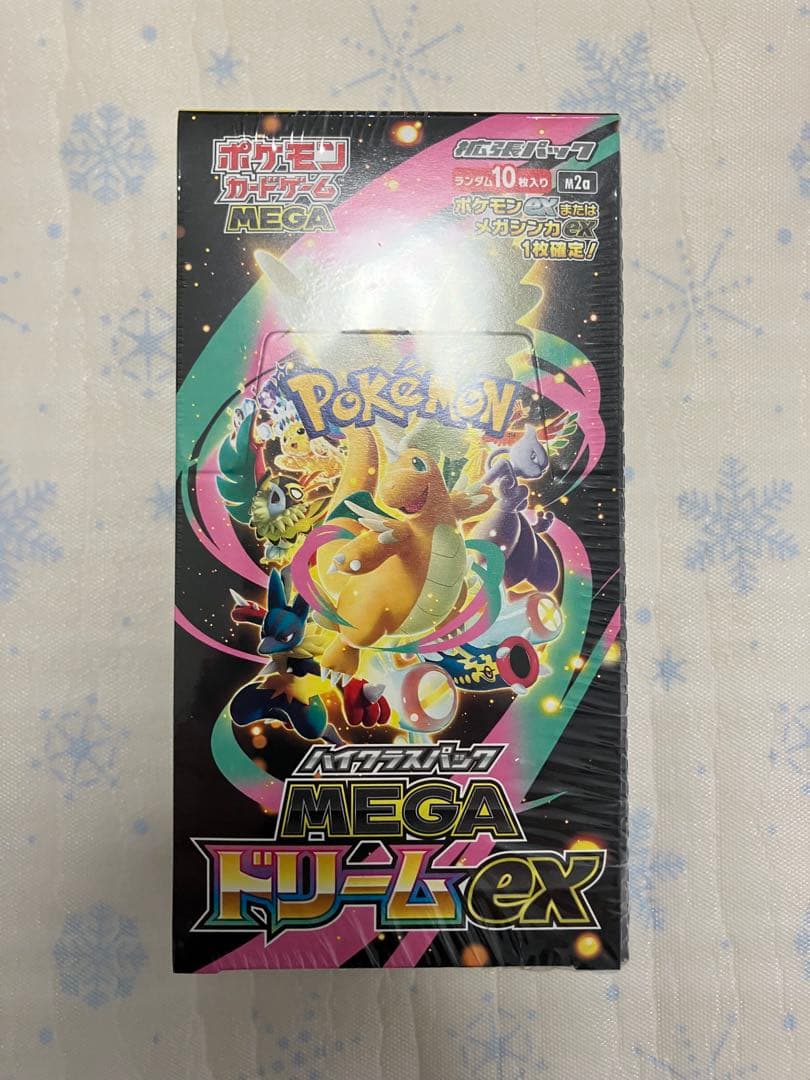 ポケモン
カードゲーム
MEGA
拡張パック
ランダム10枚入り
M2a
ポケモンexまたは
メガシンカex
1枚確定!
POKéMON
ハイクラスパック
MEGA
ドリームex